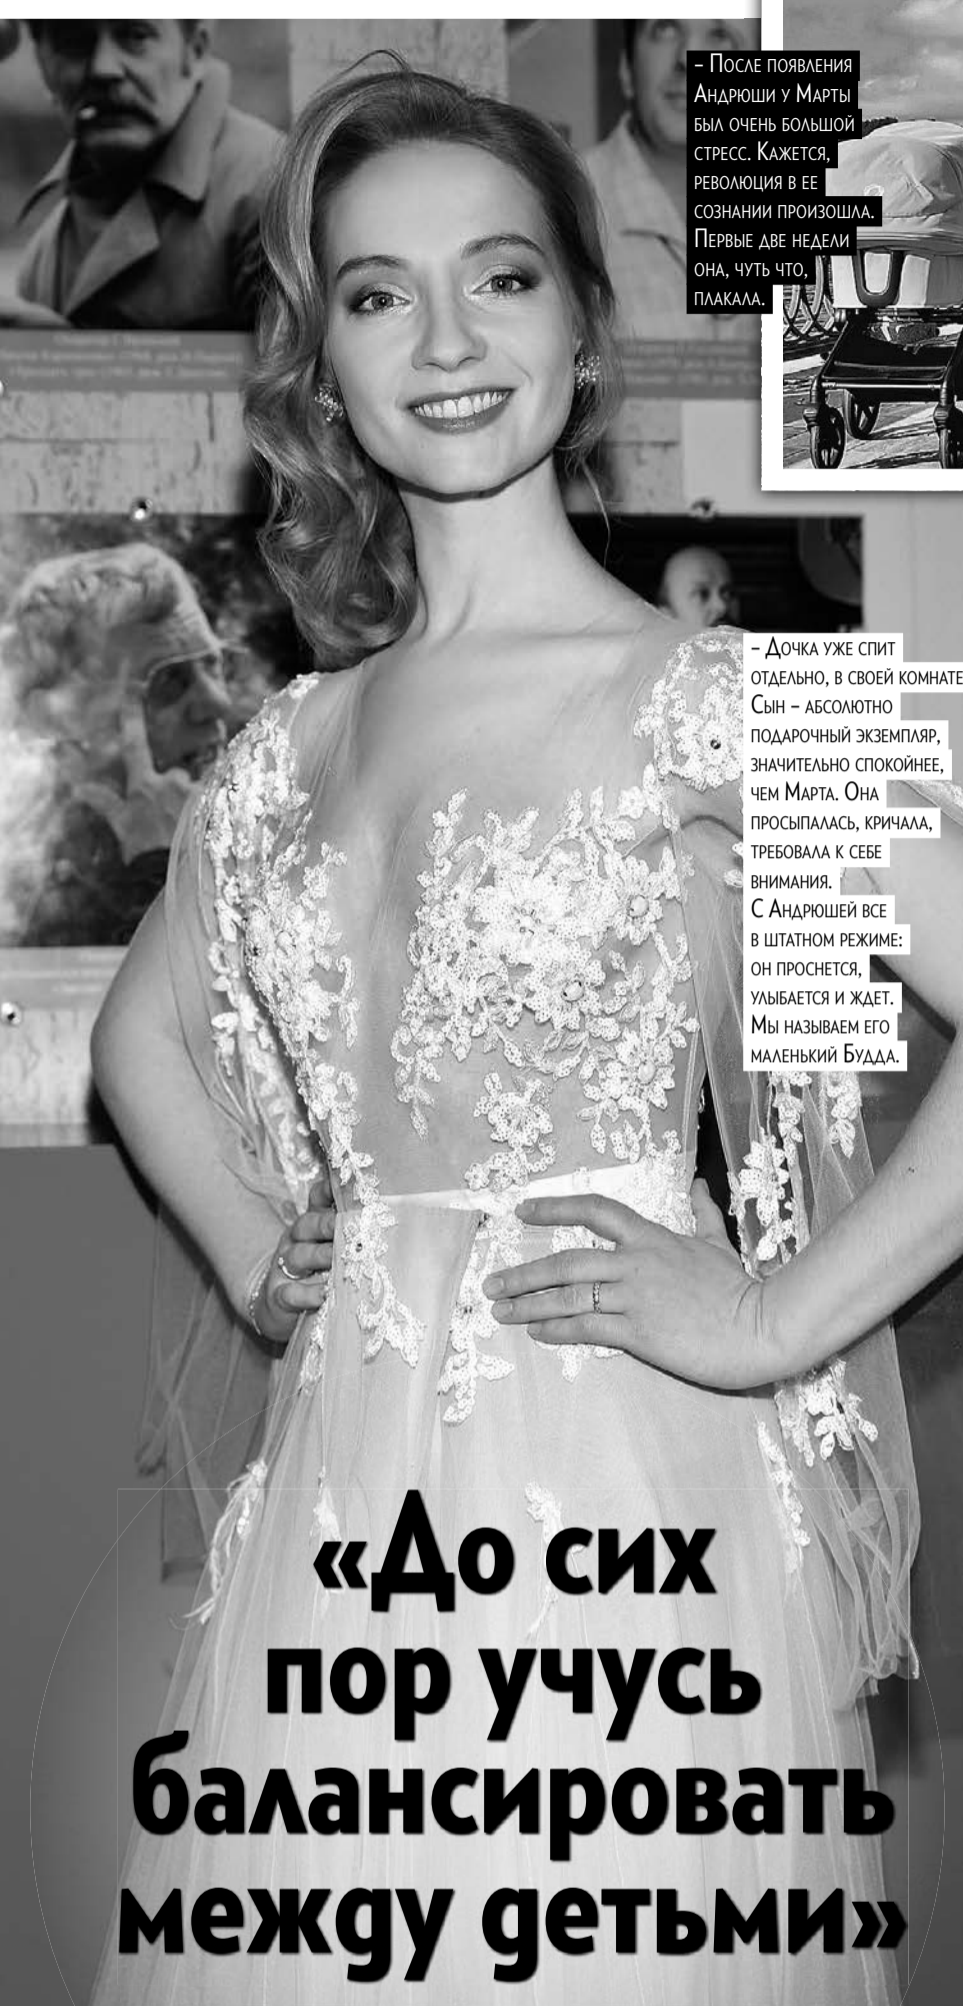 – После появления
Андрюши у Марты
был очень большой
стресс. Кажется,
революция в ее
сознании произошла.
Первые две недели
она, чуть что,
плакала.
– Дочка уже спит
отдельно, в своей комнате
Сын – абсолютно
подарочный экземпляр,
значительно спокойнее,
чем Марта. Она
просыпалась, кричала,
требовала к себе
внимания.
С Андрюшей все
в штатном режиме:
он проснется,
улыбается и ждет.
Мы называем его
маленький Будда.
«До сих
пор учусь
балансировать
между детьми»